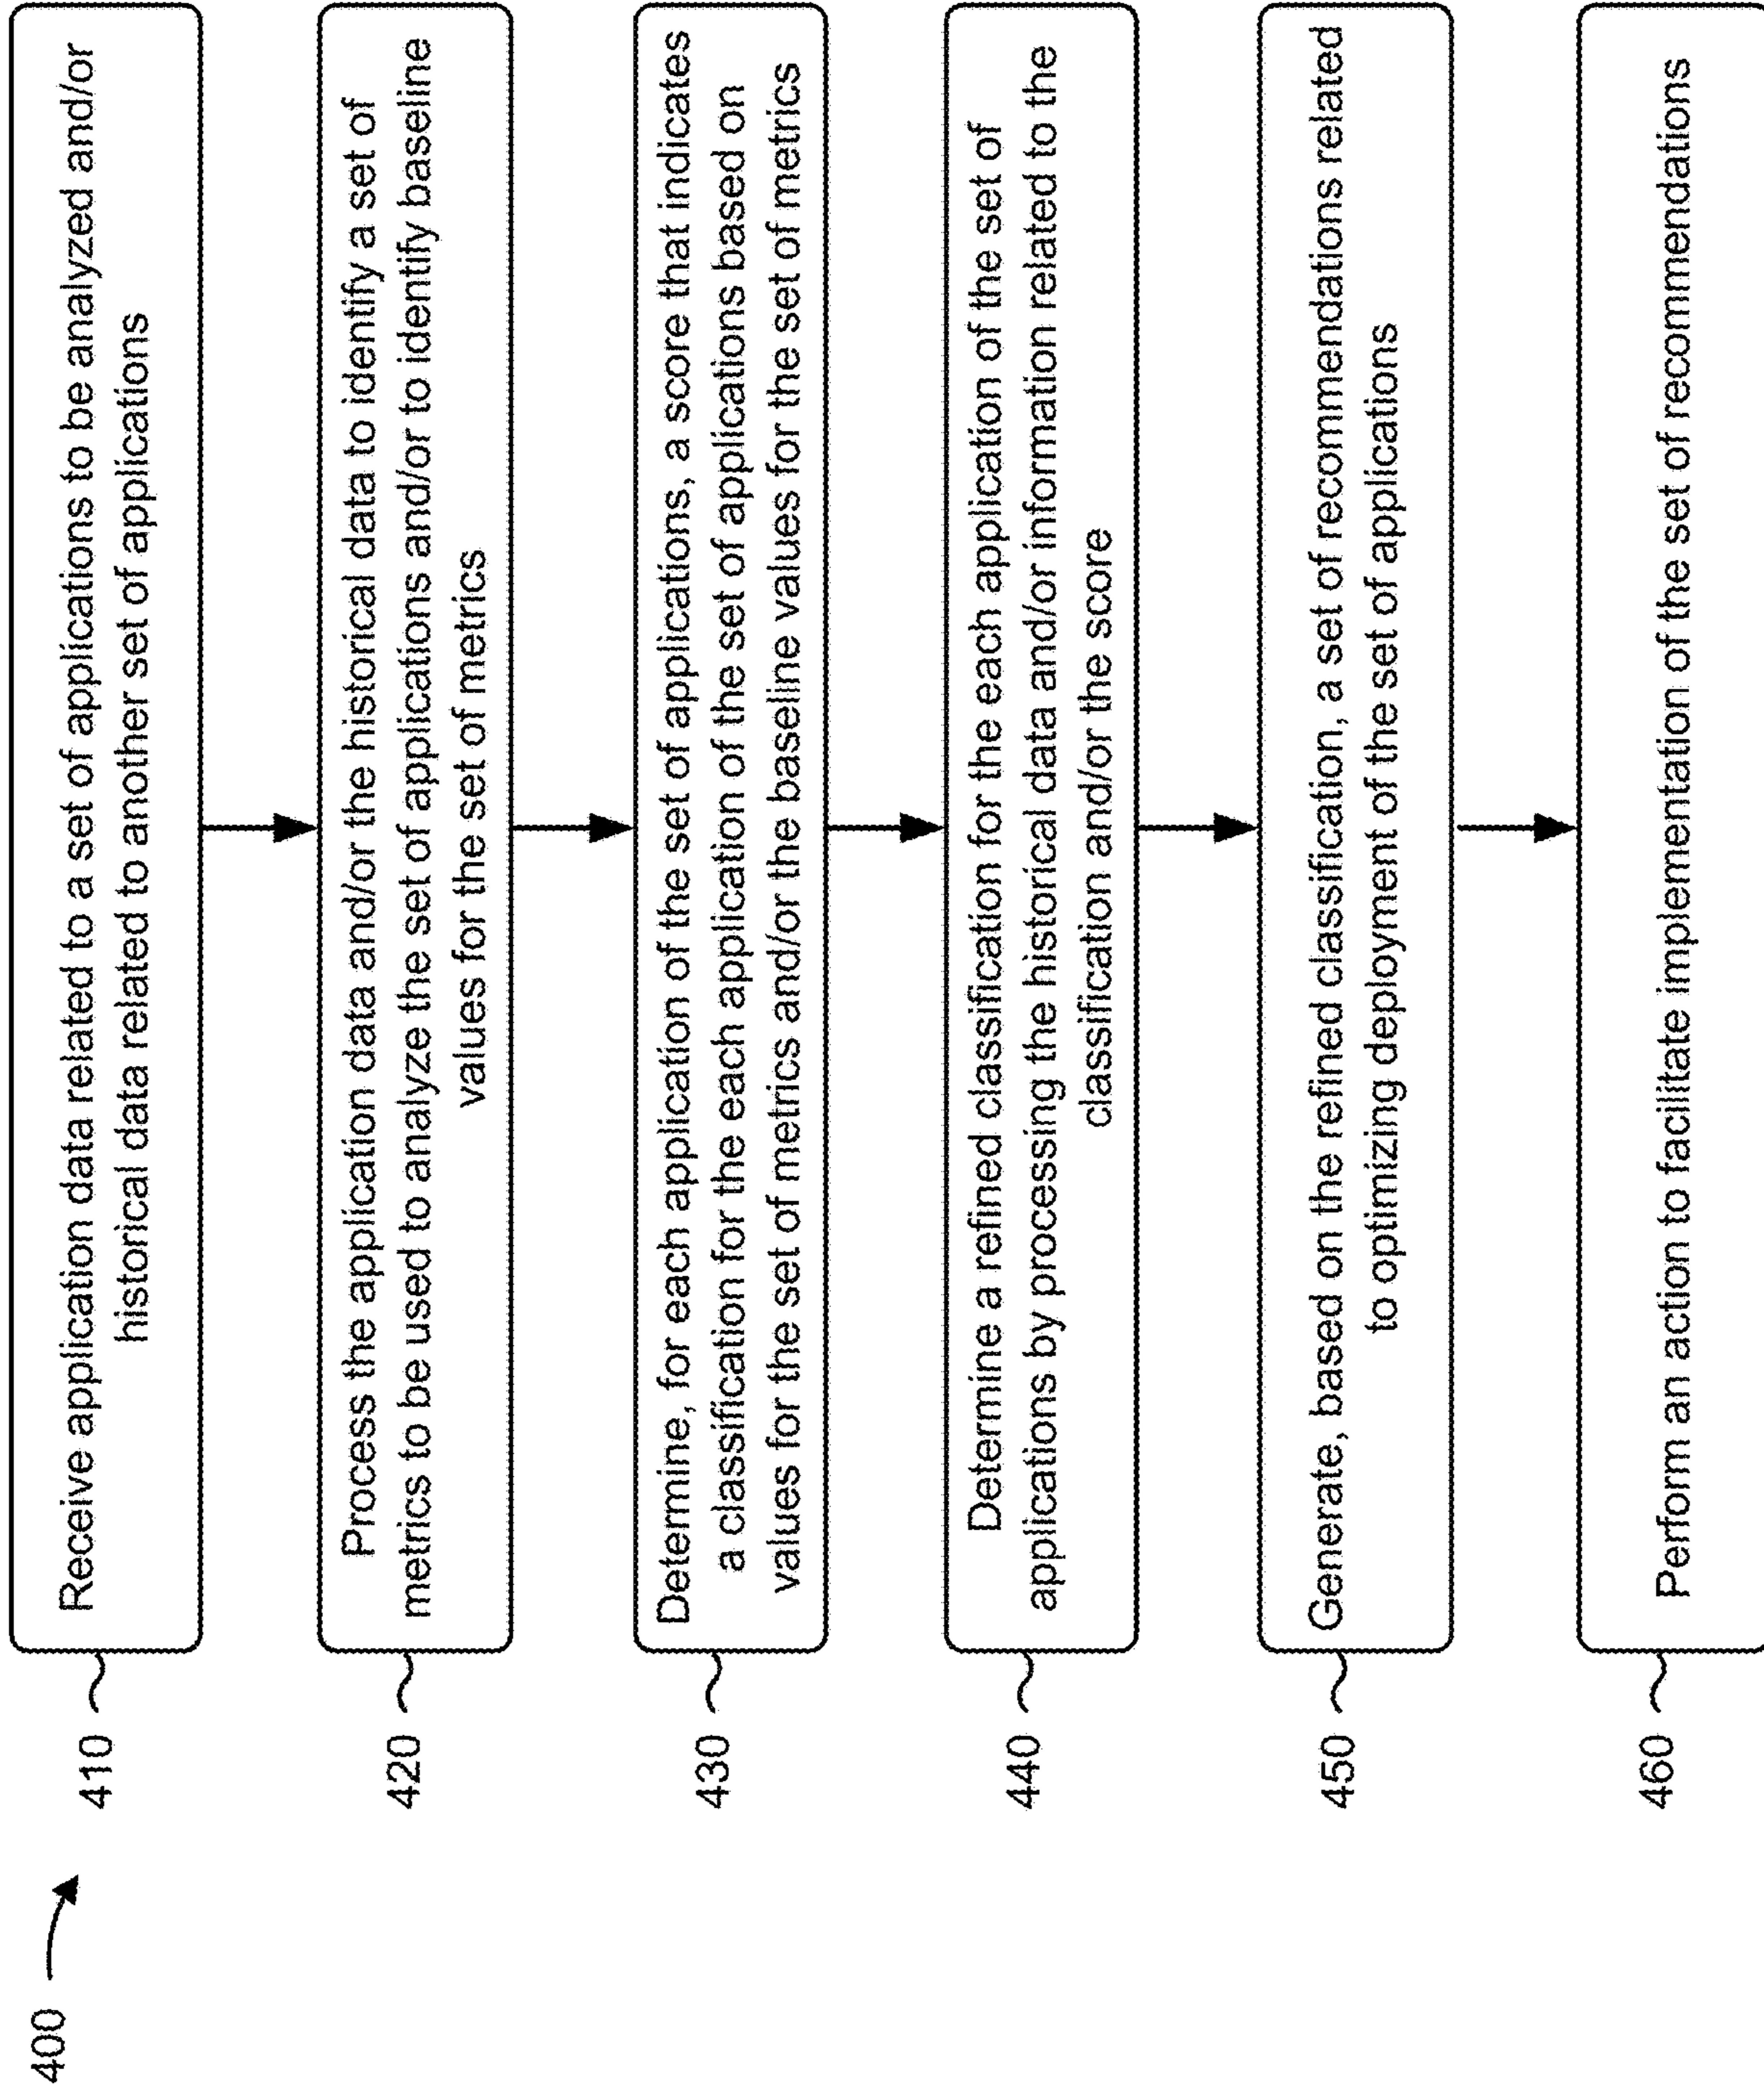 400
410
Receive application data related to a set of applications to be analyzed and/or
historical data related to another set of applications
420
Process the application data and/or the historical data to identify a set of
metrics to be used to analyze the set of applications and/or to identify baseline
values for the set of metrics
430
Determine, for each application of the set of applications, a score that indicates
a classification for the each application of the set of applications based on
values for the set of metrics and/or the baseline values for the set of metrics
440
Determine a refined classification for the each application of the set of
applications by processing the historical data and/or information related to the
classification and/or the score
450
Generate, based on the refined classification, a set of recommendations related
to optimizing deployment of the set of applications
460
Perform an action to facilitate implementation of the set of recommendations